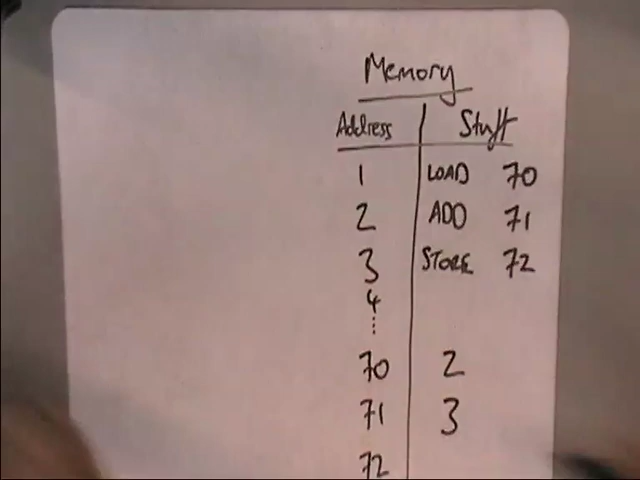 Memory
Address Stuff
1 LOAD 70
2 ADD 71
3 STORE 72
4
⋮
70 2
71 3
72